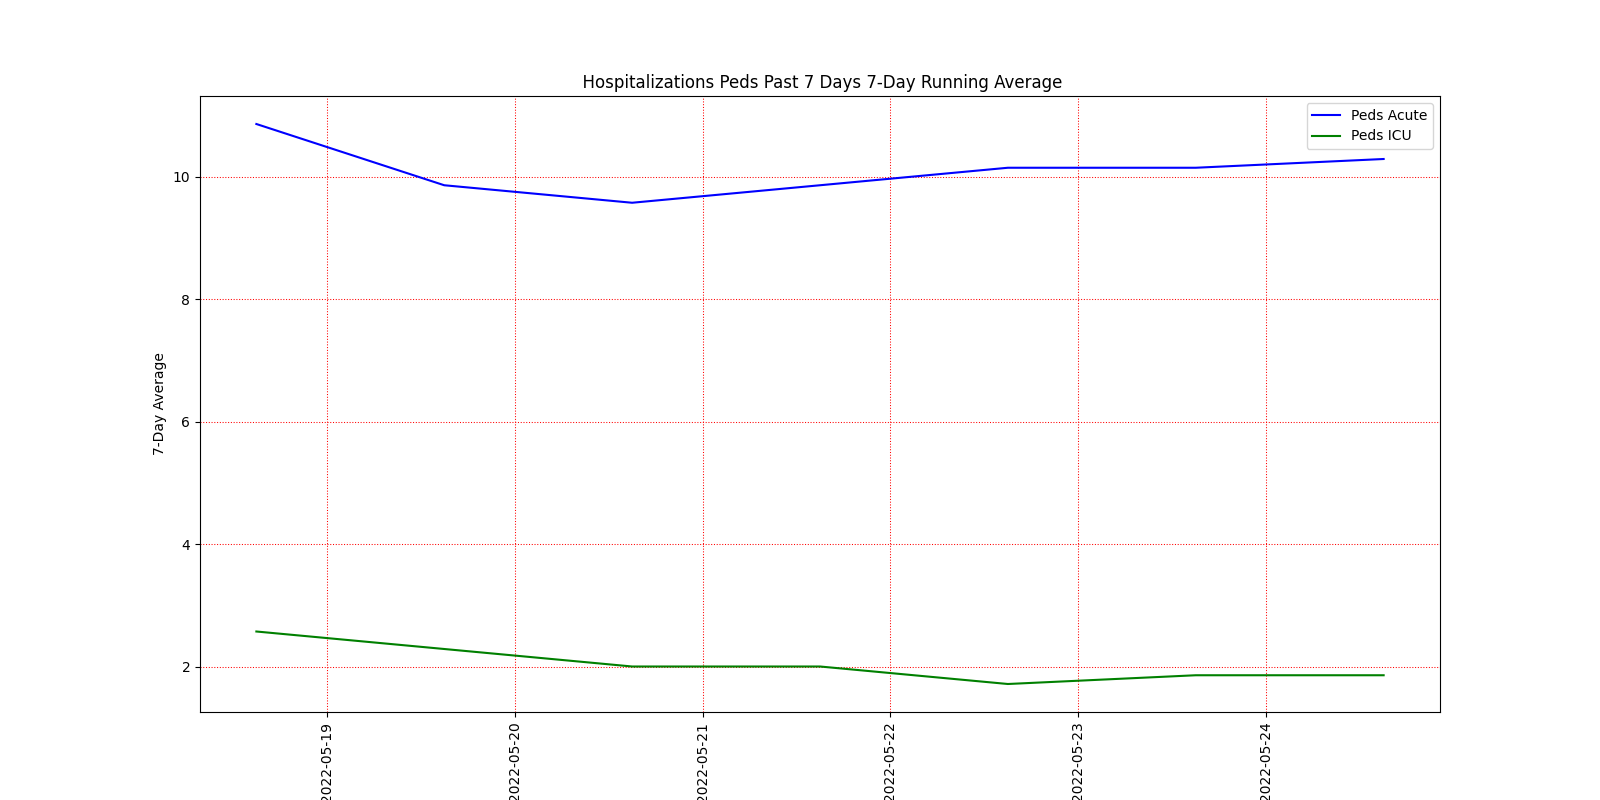 Hospitalizations Peds Past 7 Days 7-Day Running Average
Peds Acute
Peds ICU
7-Day Average
10
8
6
4
2
2022-05-19
2022-05-20
2022-05-21
2022-05-22
2022-05-23
2022-05-24